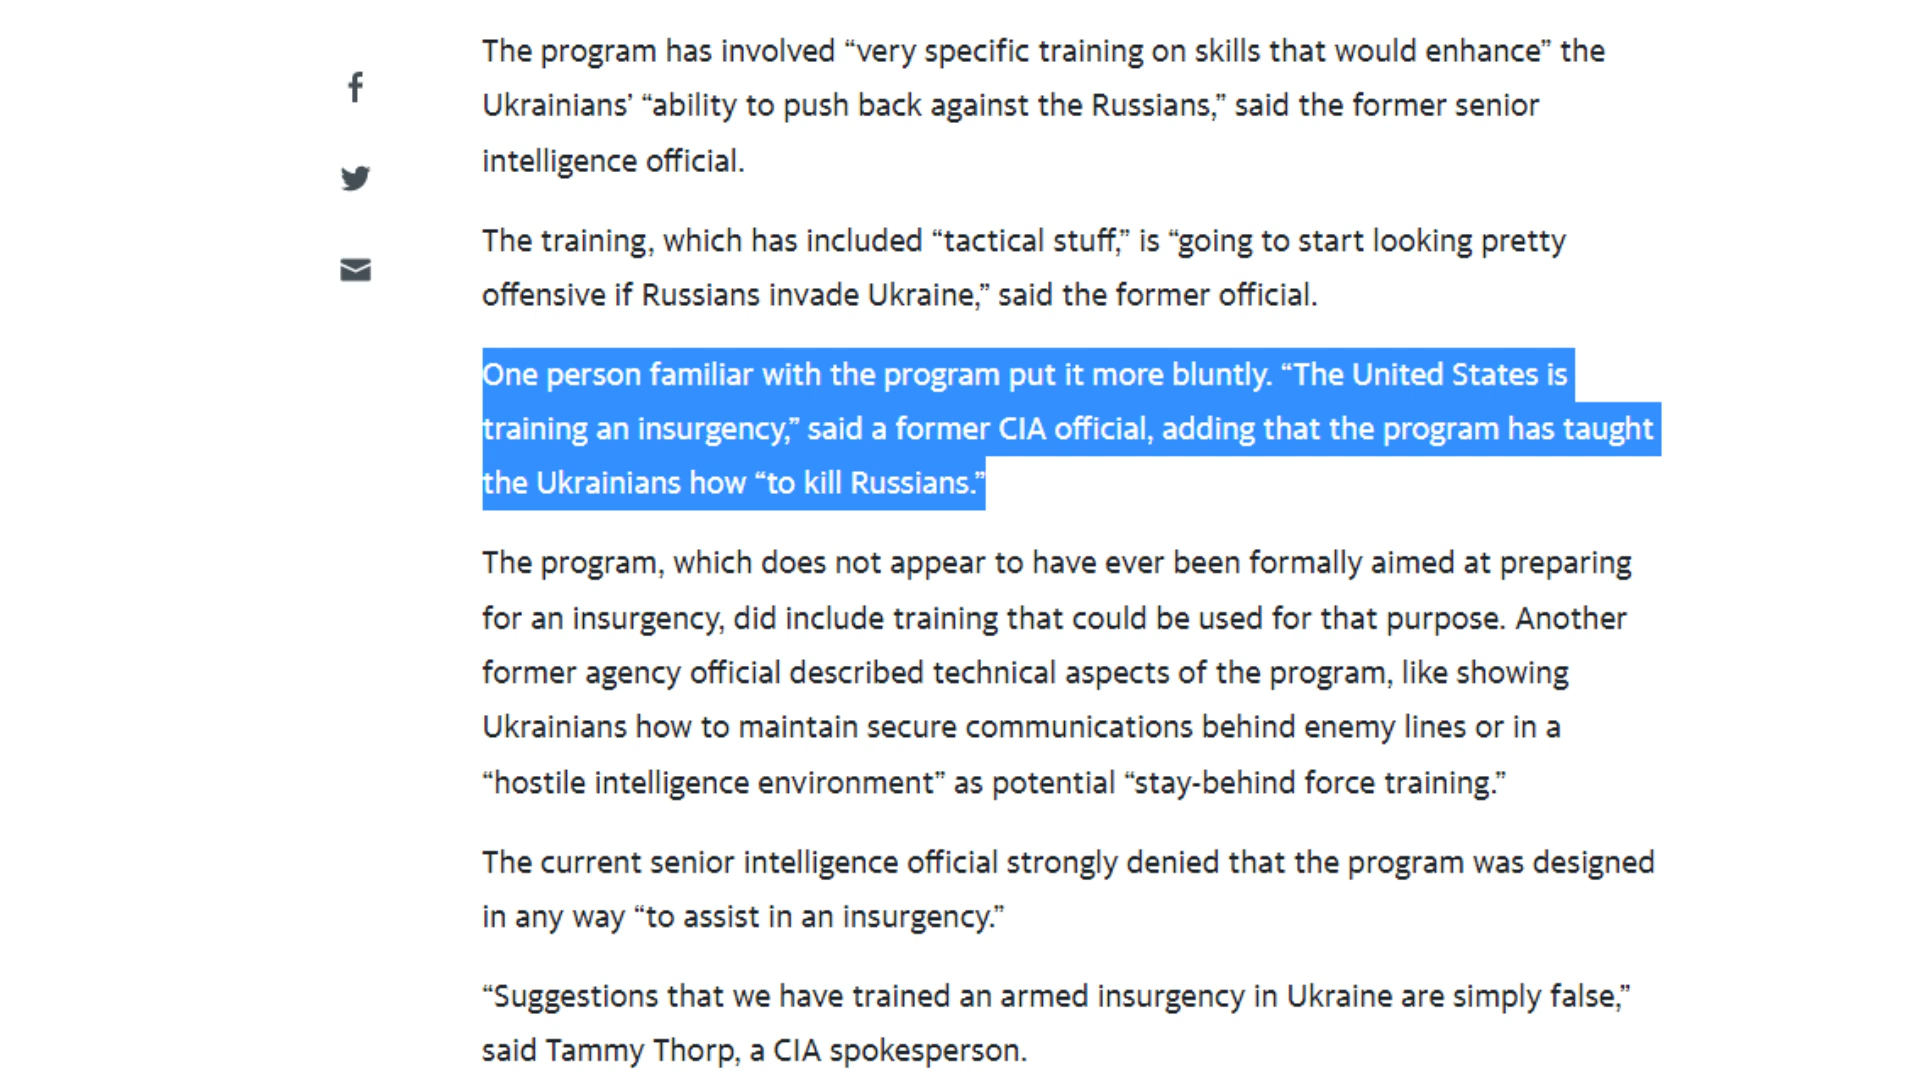 The program has involved “very specific training on skills that would enhance” the
Ukrainians’ “ability to push back against the Russians,” said the former senior
intelligence official.
The training, which has included “tactical stuff,” is “going to start looking pretty
offensive if Russians invade Ukraine,” said the former official.
One person familiar with the program put it more bluntly. “The United States is
training an insurgency,” said a former CIA official, adding that the program has taught
the Ukrainians how “to kill Russians.”
The program, which does not appear to have ever been formally aimed at preparing
for an insurgency, did include training that could be used for that purpose. Another
former agency official described technical aspects of the program, like showing
Ukrainians how to maintain secure communications behind enemy lines or in a
“hostile intelligence environment” as potential “stay-behind force training.”
The current senior intelligence official strongly denied that the program was designed
in any way “to assist in an insurgency.”
“Suggestions that we have trained an armed insurgency in Ukraine are simply false,”
said Tammy Thorp, a CIA spokesperson.